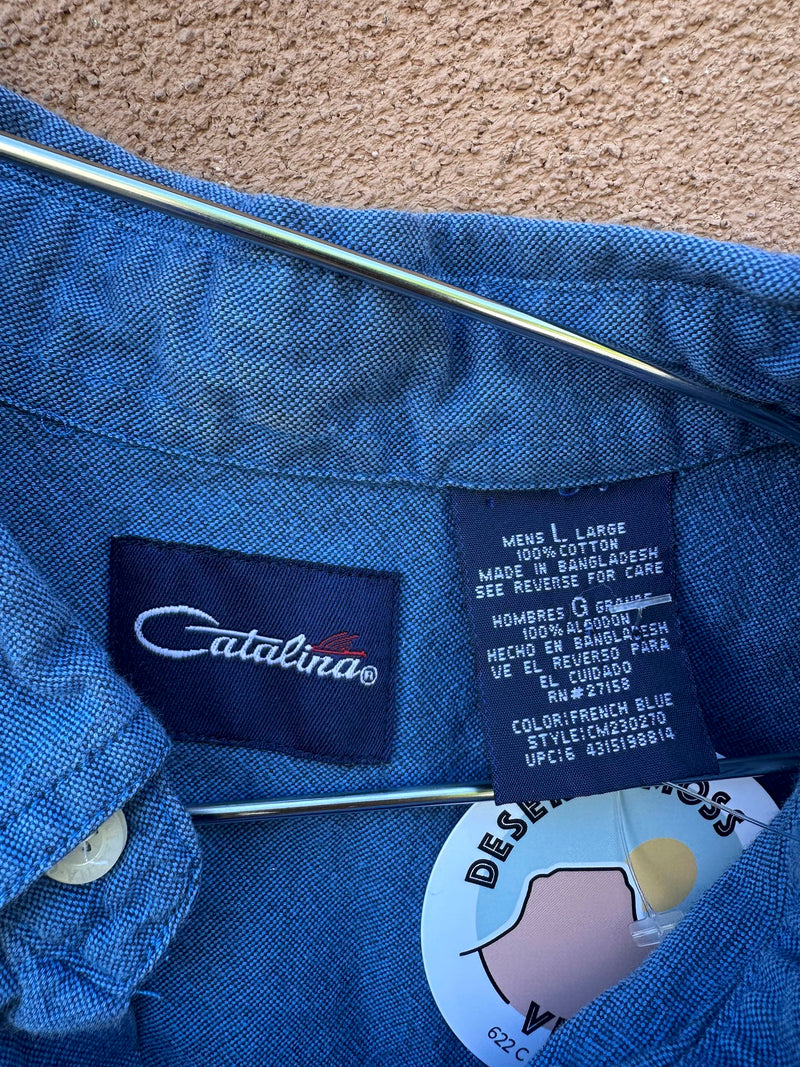 Catalina®
MENS L LARGE
100% COTTON
MADE IN BANGLADESH
SEE REVERSE FOR CARE
HOMBRES G GRANDE
100% ALGODON
HECHO EN BANGLADESH
VE EL REVERSO PARA
EL CUIDADO
RN#27158
COLOR:FRENCH BLUE
STYLE:CM230270
UPC:6 4315198814
MOSS
622 C